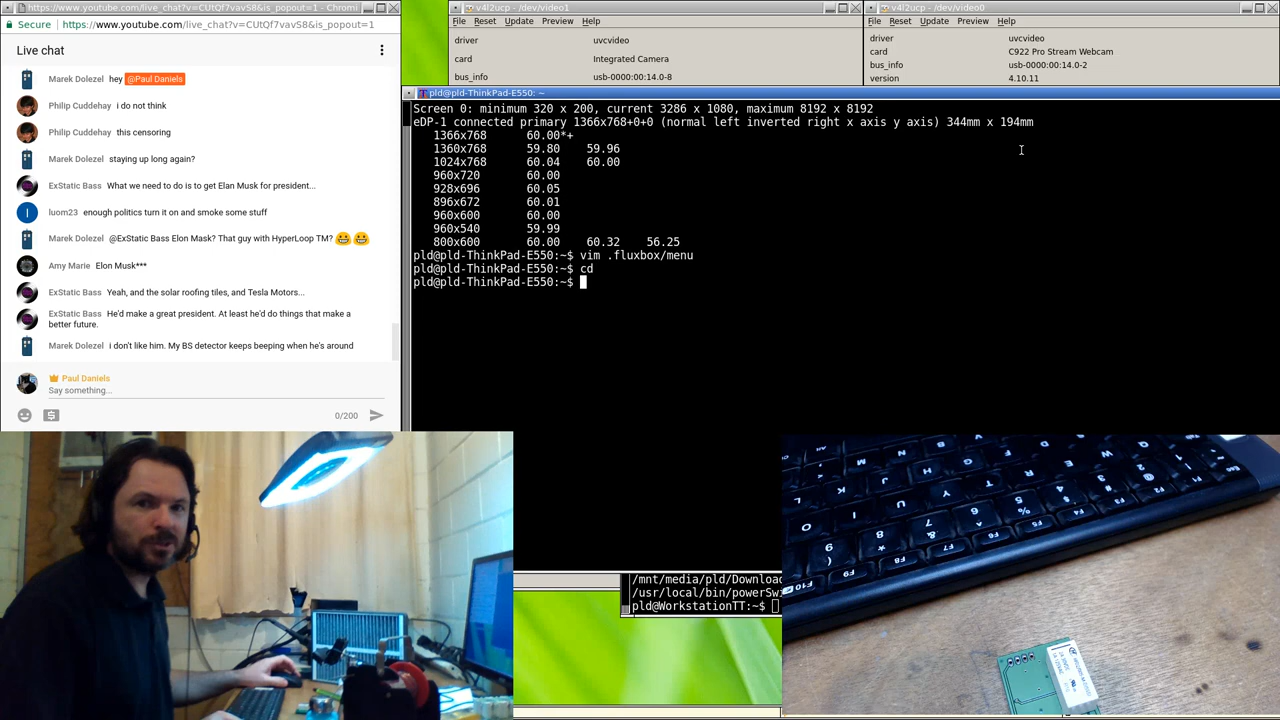 https://www.youtube.com/live_chat?v=CUtQf7vavS8&is_popout=1 - Chromi
Secure https://www.youtube.com/live_chat?v=CUtQf7vavS8&is_popout=1
Live chat
Marek Dolezel hey @Paul Daniels
Philip Cuddehay i do not think
Philip Cuddehay this censoring
Marek Dolezel staying up long again?
ExStatic Bass What we need to do is to get Elan Musk for president...
luom23 enough politics turn it on and smoke some stuff
Marek Dolezel @ExStatic Bass Elon Mask? That guy with HyperLoop TM?
Amy Marie Elon Musk***
ExStatic Bass Yeah, and the solar roofing tiles, and Tesla Motors...
ExStatic Bass He'd make a great president. At least he'd do things that make a
better future.
Marek Dolezel i don't like him. My BS detector keeps beeping when he's around
Paul Daniels
Say something...
0/200
v4l2ucp - /dev/video1
File Reset Update Preview Help
driver uvcvideo
card Integrated Camera
bus_info usb-0000:00:14.0-8
v4l2ucp - /dev/video0
File Reset Update Preview Help
driver uvcvideo
card C922 Pro Stream Webcam
bus_info usb-0000:00:14.0-2
version 4.10.11
pld@pld-ThinkPad-E550: ~
Screen 0: minimum 320 x 200, current 3286 x 1080, maximum 8192 x 8192
eDP-1 connected primary 1366x768+0+0 (normal left inverted right x axis y axis) 344mm x 194mm
1366x768 60.00*+
1360x768 59.80 59.96
1024x768 60.04 60.00
960x720 60.00
928x696 60.05
896x672 60.01
960x600 60.00
960x540 59.99
800x600 60.00 60.32 56.25
pld@pld-ThinkPad-E550:~$ vim .fluxbox/menu
pld@pld-ThinkPad-E550:~$ cd
pld@pld-ThinkPad-E550:~$
/mnt/media/pld/Download
/usr/local/bin/powerSwi
pld@WorkstationTT:~$